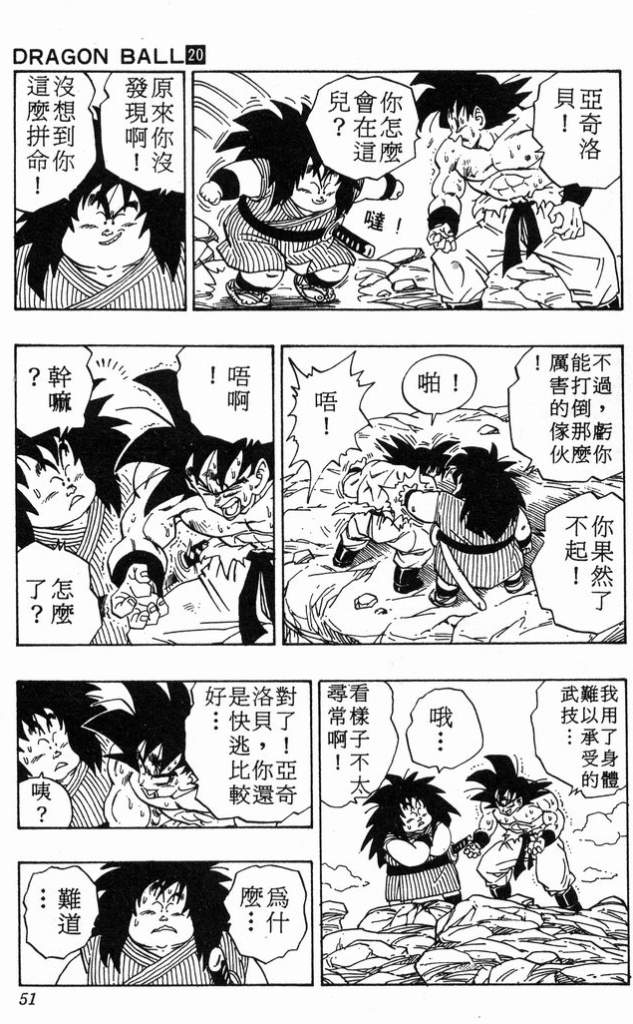 DRAGON BALL 20
亞奇洛
貝！
你怎麼
會在這
兒？
噠！
原來你沒
發現啊！
沒想到你
這麼拼命！
不過，虧你
能打倒那麼
厲害的傢伙
！
你果然了
不起！
啪！
唔！
唔啊
！
幹嘛
？
怎麼
了？
我用了身體
難以承受的
武技…
哦…
看樣子不太
尋常啊！
對了！亞奇
洛貝，你還
是快逃比較
好…
咦？
爲什
麼…
難道
…
51